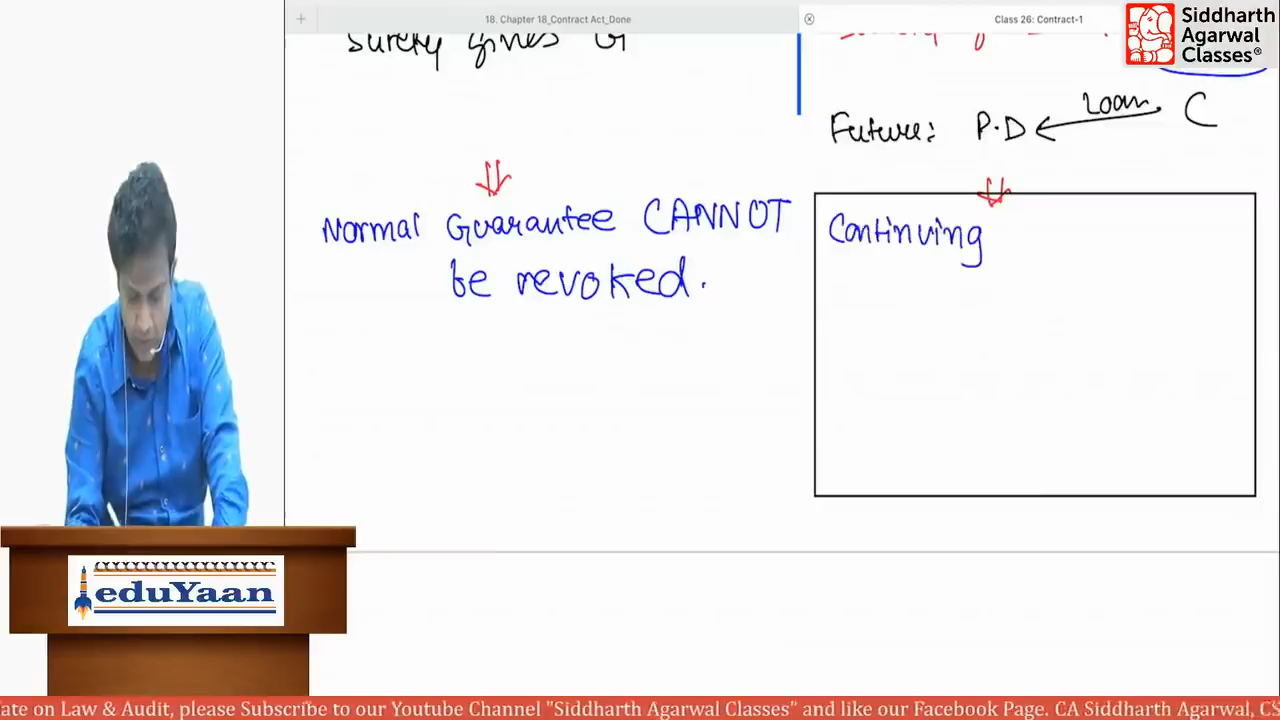 18. Chapter 18_Contract Act_Done
Class 26: Contract-1
Siddharth
Agarwal
Classes®
Surety gives G
Future: P.D Loan C
Normal Guarantee CANNOT
be revoked.
Continuing
eduYaan
ate on Law & Audit, please Subscribe to our Youtube Channel "Siddharth Agarwal Classes" and like our Facebook Page. CA Siddharth Agarwal, CS